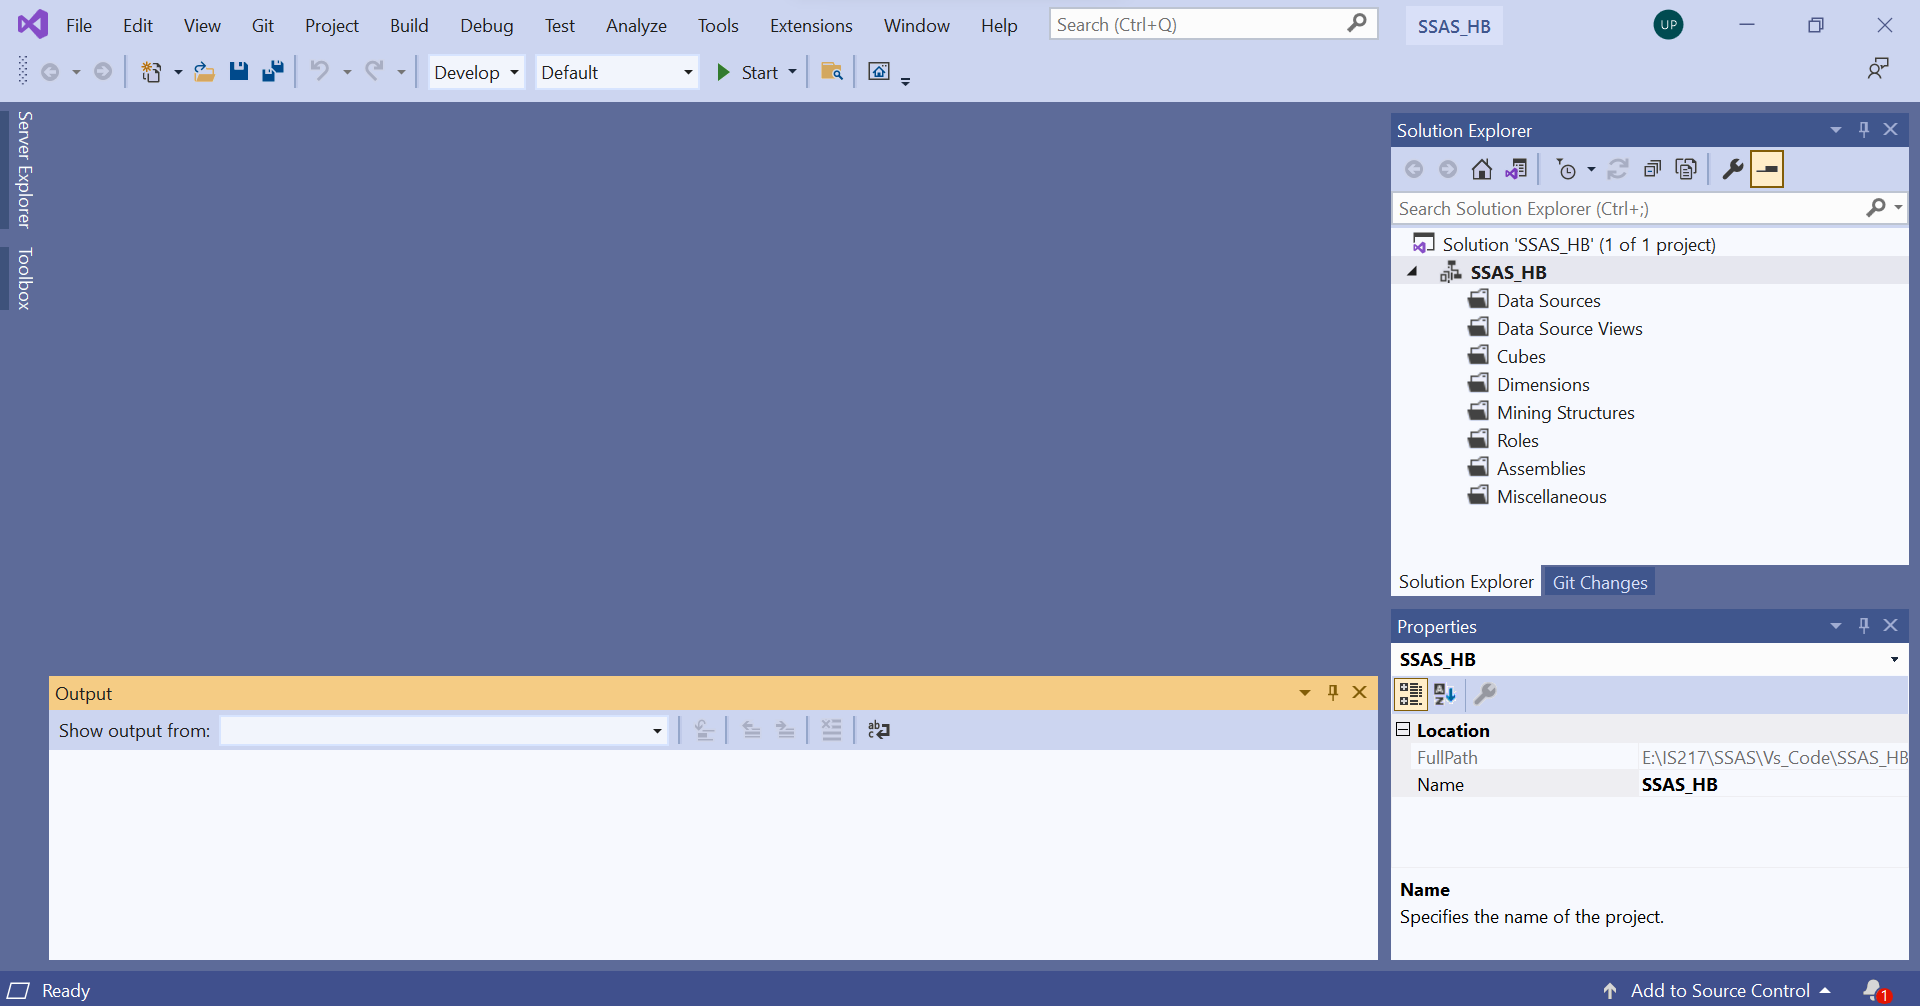 File Edit View Git Project Build Debug Test Analyze Tools Extensions Window Help Search (Ctrl+Q) SSAS_HB UP
Develop Default Start
Server Explorer
Toolbox
Solution Explorer
Search Solution Explorer (Ctrl+;)
Solution 'SSAS_HB' (1 of 1 project)
SSAS_HB
Data Sources
Data Source Views
Cubes
Dimensions
Mining Structures
Roles
Assemblies
Miscellaneous
Solution Explorer Git Changes
Properties
SSAS_HB
Location
FullPath E:\IS217\SSAS\Vs_Code\SSAS_HB
Name SSAS_HB
Name
Specifies the name of the project.
Output
Show output from:
Ready Add to Source Control 1